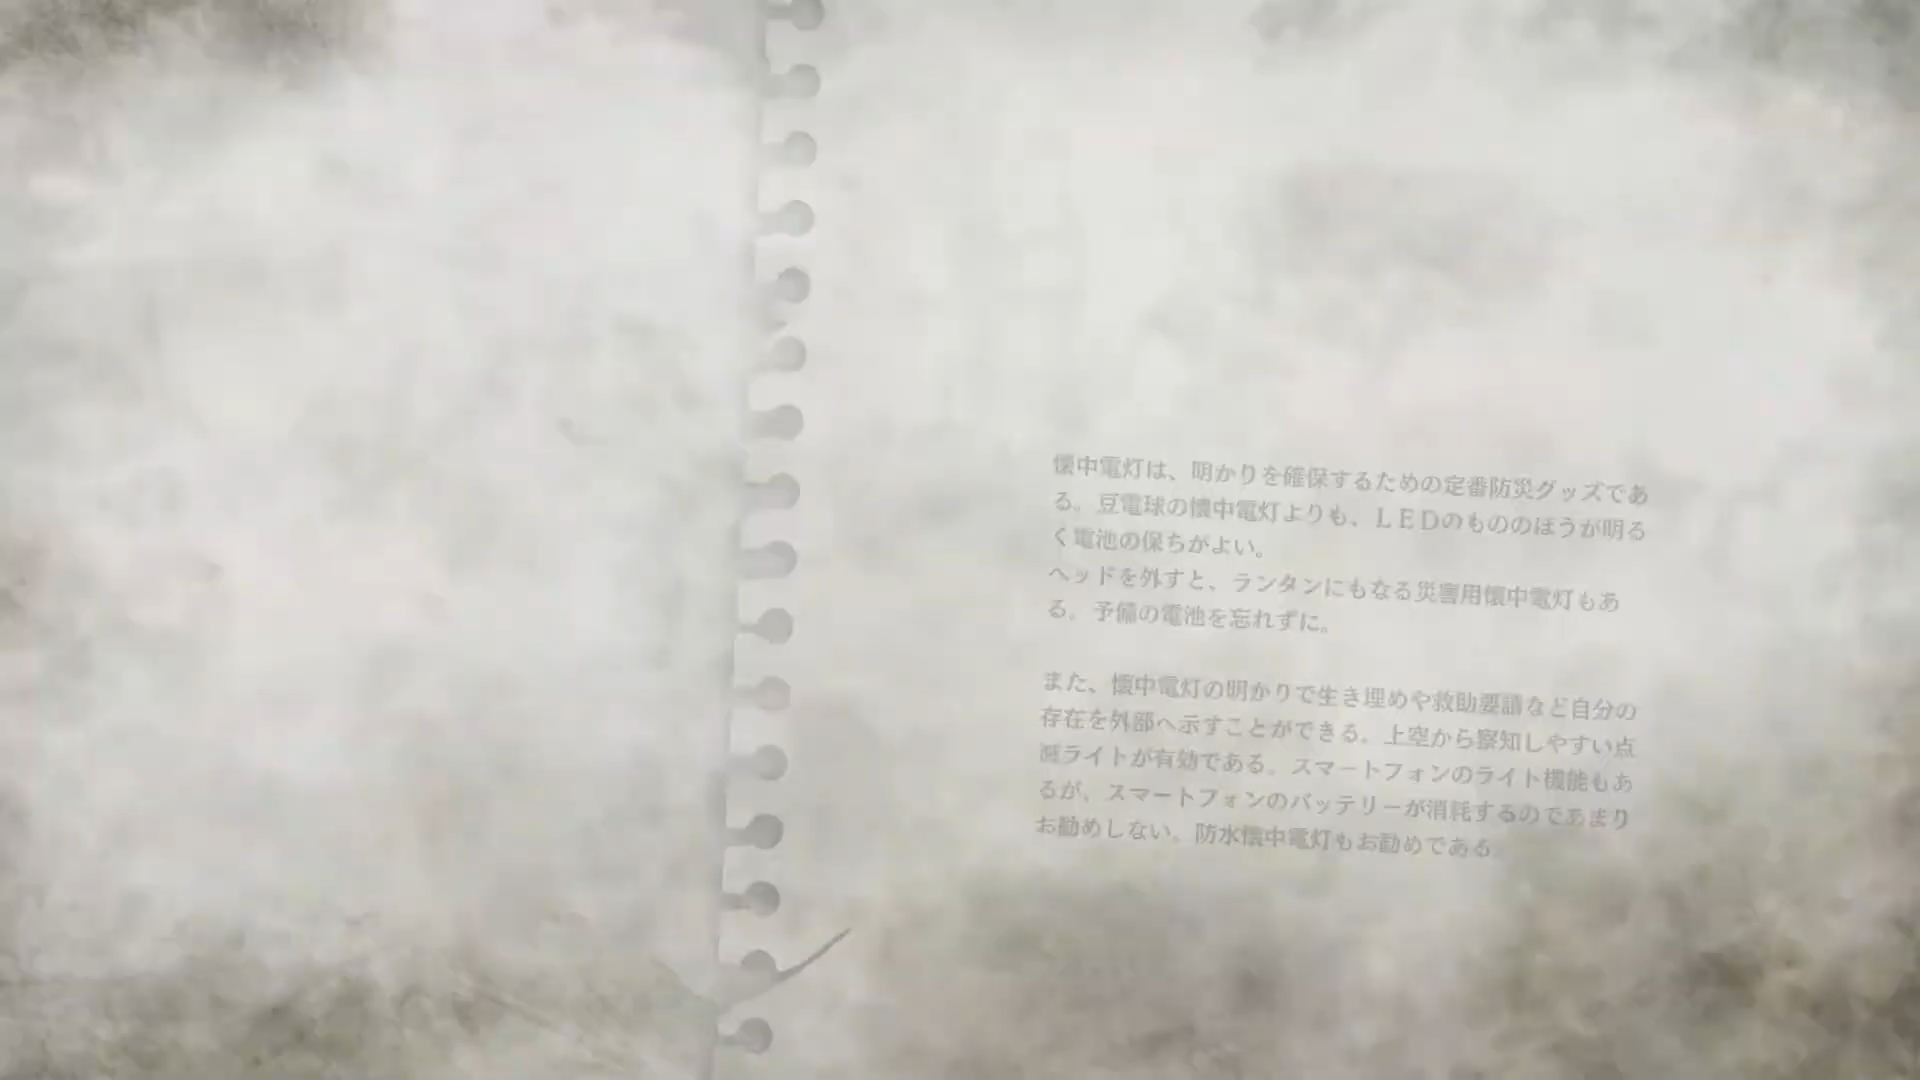 懐中電灯は、明かりを確保するための定番防災グッズであ
る。豆電球の懐中電灯よりも、ＬＥＤのもののほうが明る
く電池の保ちがよい。
ヘッドを外すと、ランタンにもなる災害用懐中電灯もあ
る。予備の電池を忘れずに。
また、懐中電灯の明かりで生き埋めや救助要請など自分の
存在を外部へ示すことができる。上空から察知しやすい点
滅ライトが有効である。スマートフォンのライト機能もあ
るが、スマートフォンのバッテリーが消耗するのであまり
お勧めしない。防水懐中電灯もお勧めである。